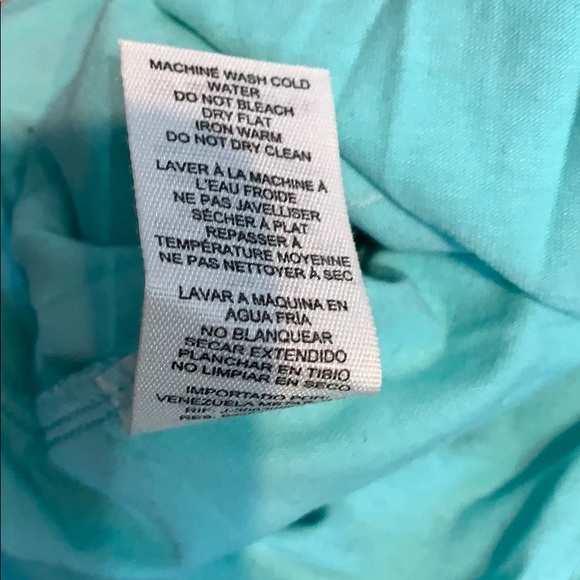 MACHINE WASH COLD
WATER
DO NOT BLEACH
DRY FLAT
IRON WARM
DO NOT DRY CLEAN
LAVER À LA MACHINE À
L'EAU FROIDE
NE PAS JAVELLISER
SÉCHER À PLAT
REPASSER À
TEMPÉRATURE MOYENNE
NE PAS NETTOYER À SEC
LAVAR A MÁQUINA EN
AGUA FRÍA
NO BLANQUEAR
SECAR EXTENDIDO
PLANCHAR EN TIBIO
NO LIMPIAR EN SECO
IMPORTADO POR:
VENEZUELA
RIF: